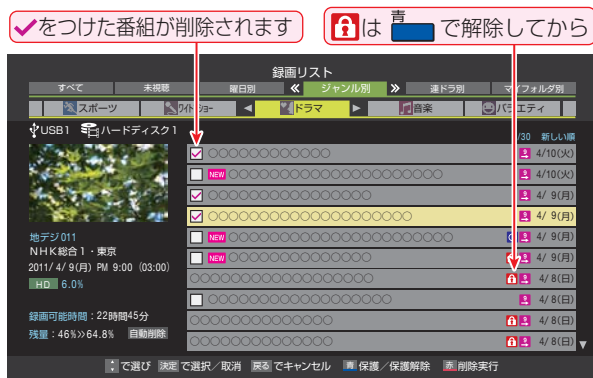 ✔をつけた番組が削除されます
は 青 で解除してから
録画リスト
すべて 未視聴 曜日別 ≪ ジャンル別 ≫ 連ドラ別 マイフォルダ別
スポーツ ◀ ドラマ ▶ 音楽 バラエティ
USB1 ハードディスク1
/30 新しい順
○○○○○○○○○○○○ 4/10(火)
NEW ○○○○○○○○○○○○○○○○○○○○○ 4/10(火)
○○○○○○○○○○○○○○○○ 4/ 9(月)
○○○○○○○○○○○○○○○○○○○○ 4/ 9(月)
NEW ○○○○○○○○○○○○○○○○○○○○○○ 4/ 9(月)
NEW ○○○○○○○○○○○○○○○○ 4/ 9(月)
○○○○○○○○○○○○○○○○○○ 4/ 8(日)
○○○○○○○○○○○○○○○○○○ 4/ 8(日)
○○○○○○○○○○○○○○ 4/ 8(日)
○○○○○○○○○○○○○ 4/ 8(日)
地デジ011
NHK総合1・東京
2011/ 4/ 9(月) PM 9:00 (03:00)
HD 6.0%
録画可能時間：22時間45分
残量：46%≫64.8% 自動削除
で選び 決定 で選択／取消 戻る でキャンセル 青 保護／保護解除 赤 削除実行